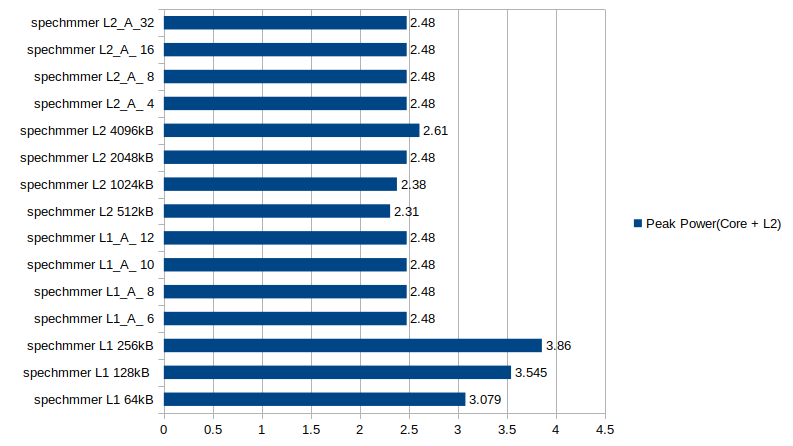 spechmmer L2_A_32 2.48
spechmmer L2_A_ 16 2.48
spechmmer L2_A_ 8 2.48
spechmmer L2_A_ 4 2.48
spechmmer L2 4096kB 2.61
spechmmer L2 2048kB 2.48
spechmmer L2 1024kB 2.38
spechmmer L2 512kB 2.31
spechmmer L1_A_ 12 2.48
spechmmer L1_A_ 10 2.48
spechmmer L1_A_ 8 2.48
spechmmer L1_A_ 6 2.48
spechmmer L1 256kB 3.86
spechmmer L1 128kB 3.545
spechmmer L1 64kB 3.079
0 0.5 1 1.5 2 2.5 3 3.5 4 4.5
Peak Power(Core + L2)